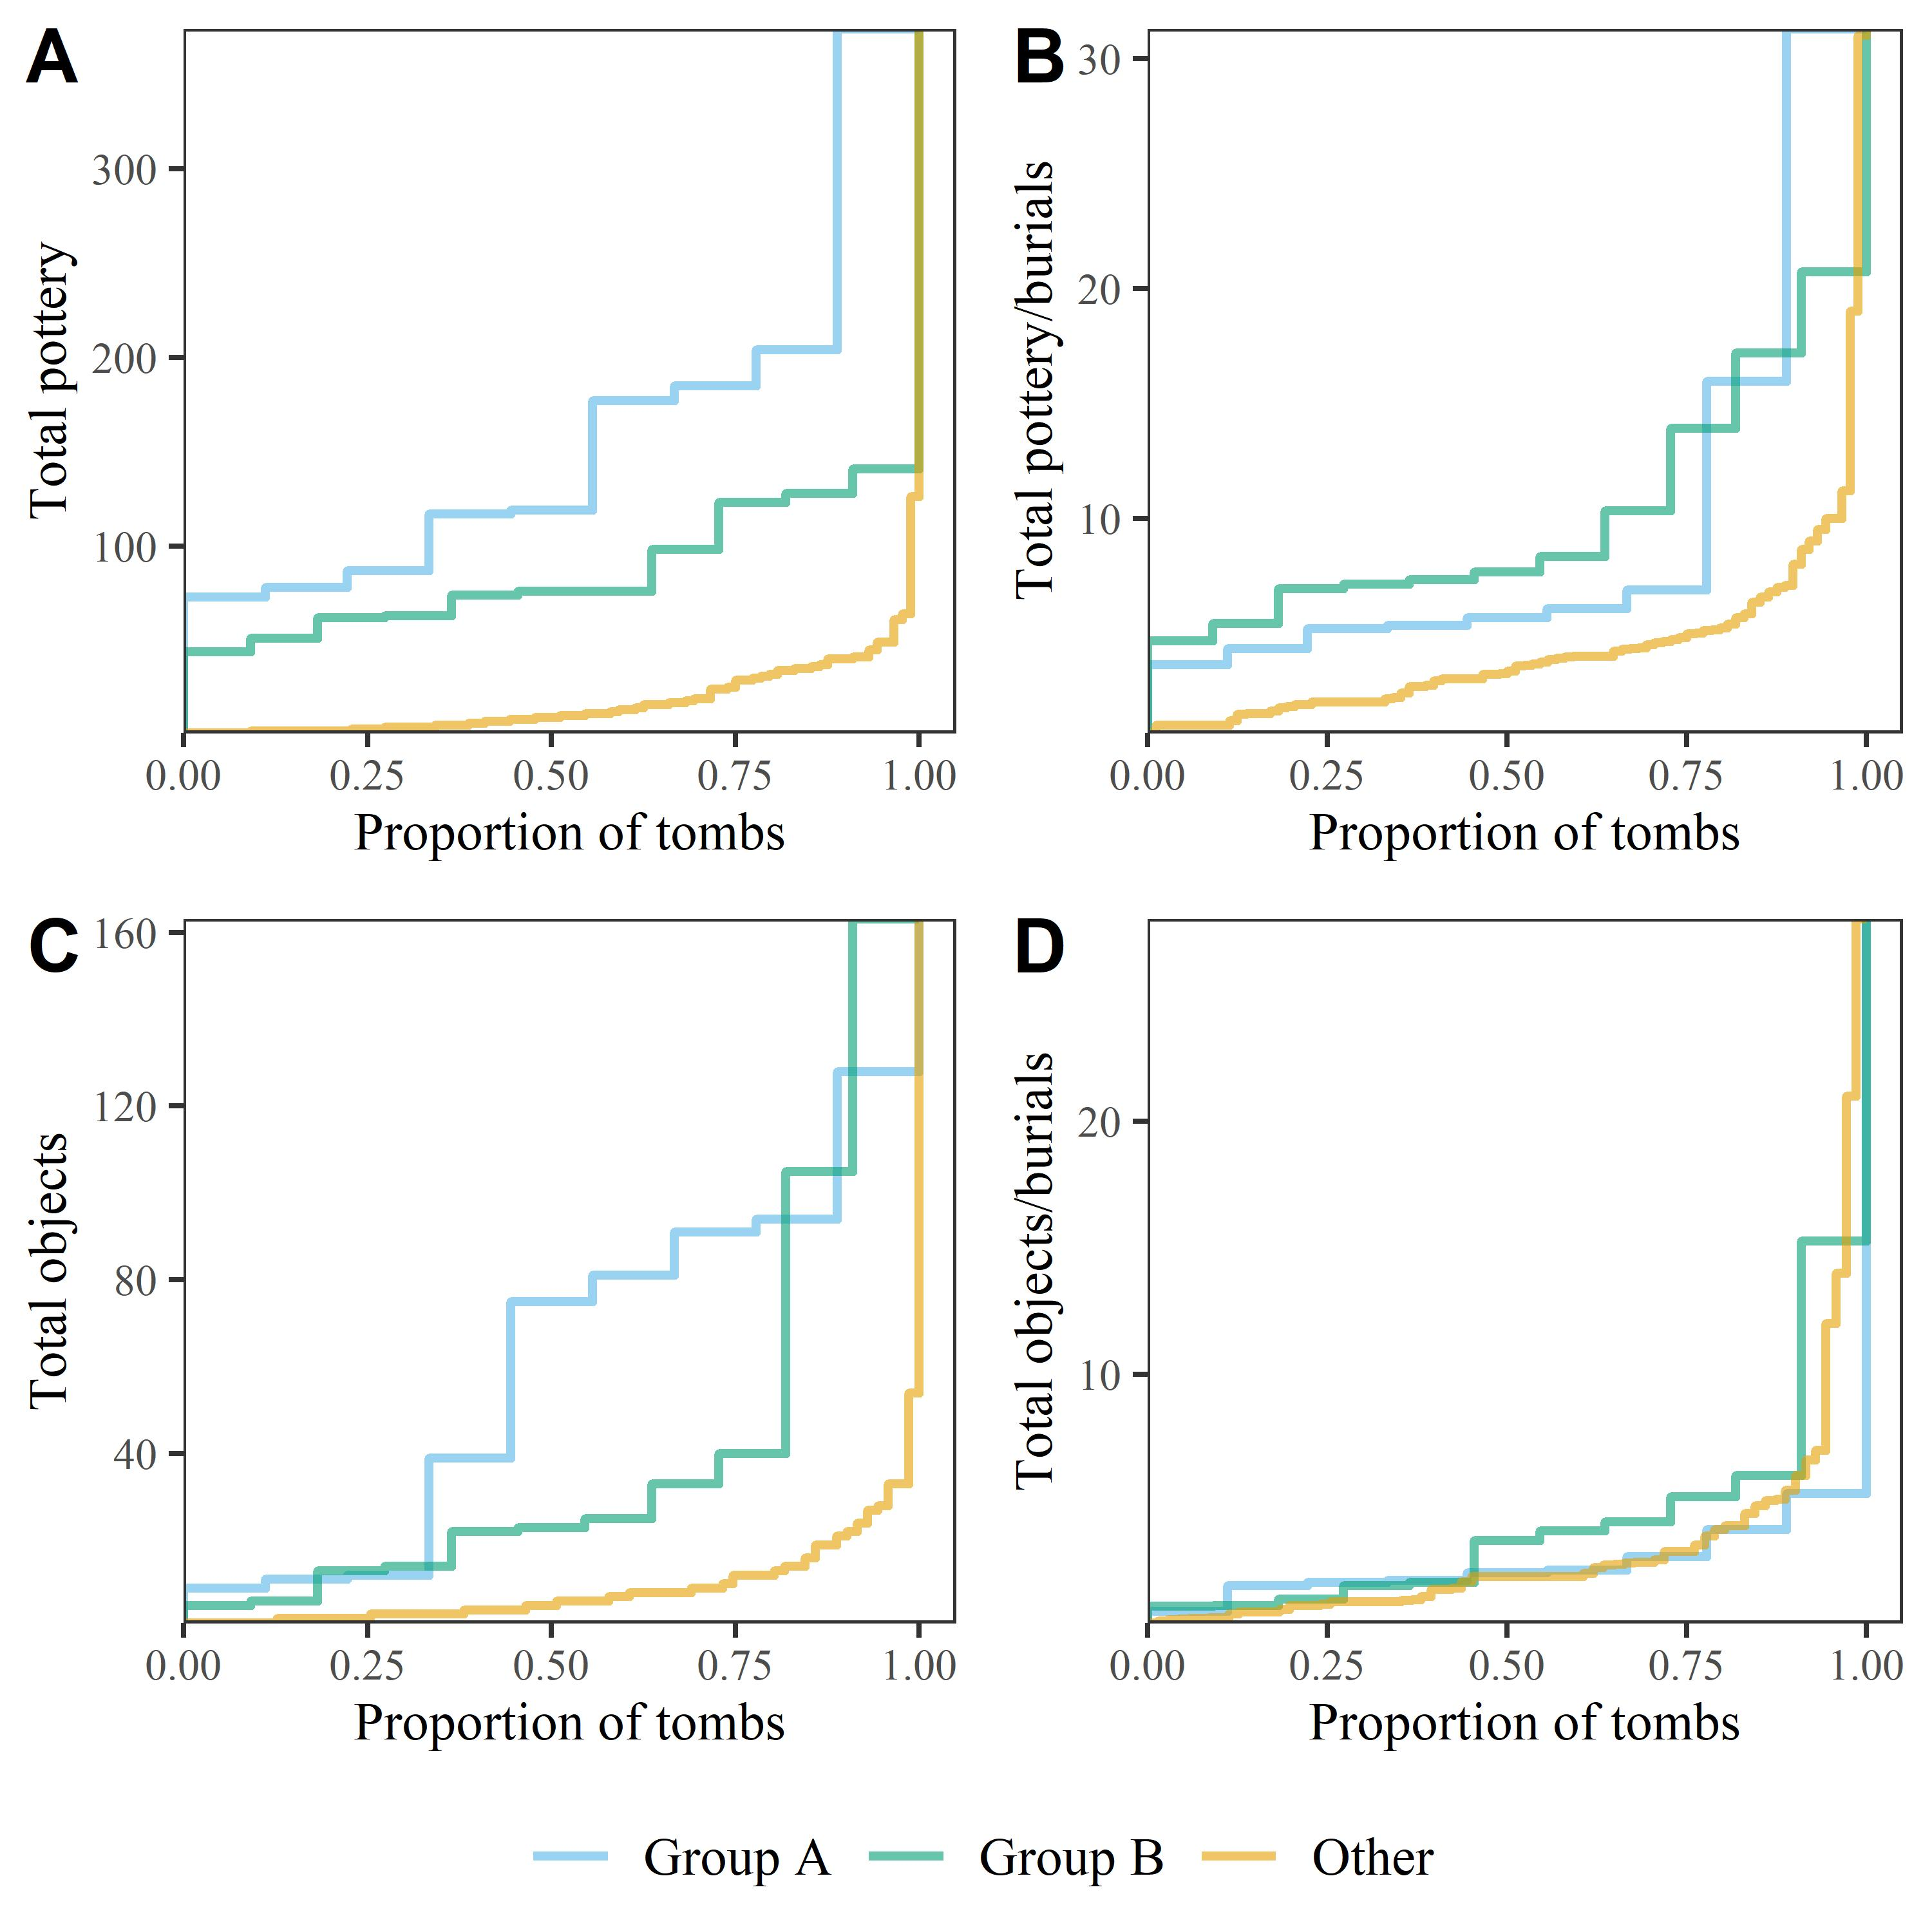 A
Total pottery
300
200
100
0.00 0.25 0.50 0.75 1.00
Proportion of tombs
B
Total pottery/burials
30
20
10
0.00 0.25 0.50 0.75 1.00
Proportion of tombs
C
Total objects
160
120
80
40
0.00 0.25 0.50 0.75 1.00
Proportion of tombs
D
Total objects/burials
20
10
0.00 0.25 0.50 0.75 1.00
Proportion of tombs
Group A Group B Other